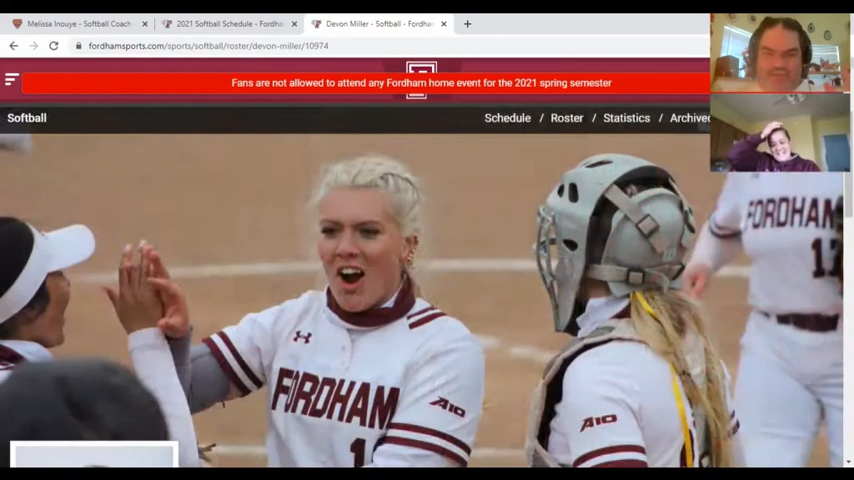 Melissa Inouye - Softball Coach -
2021 Softball Schedule - Fordha
Devon Miller - Softball - Fordha
fordhamsports.com/sports/softball/roster/devon-miller/10974
Fans are not allowed to attend any Fordham home event for the 2021 spring semester
Softball
Schedule / Roster / Statistics / Archived
FORDHAM
FORDHAM
A10
1
A10